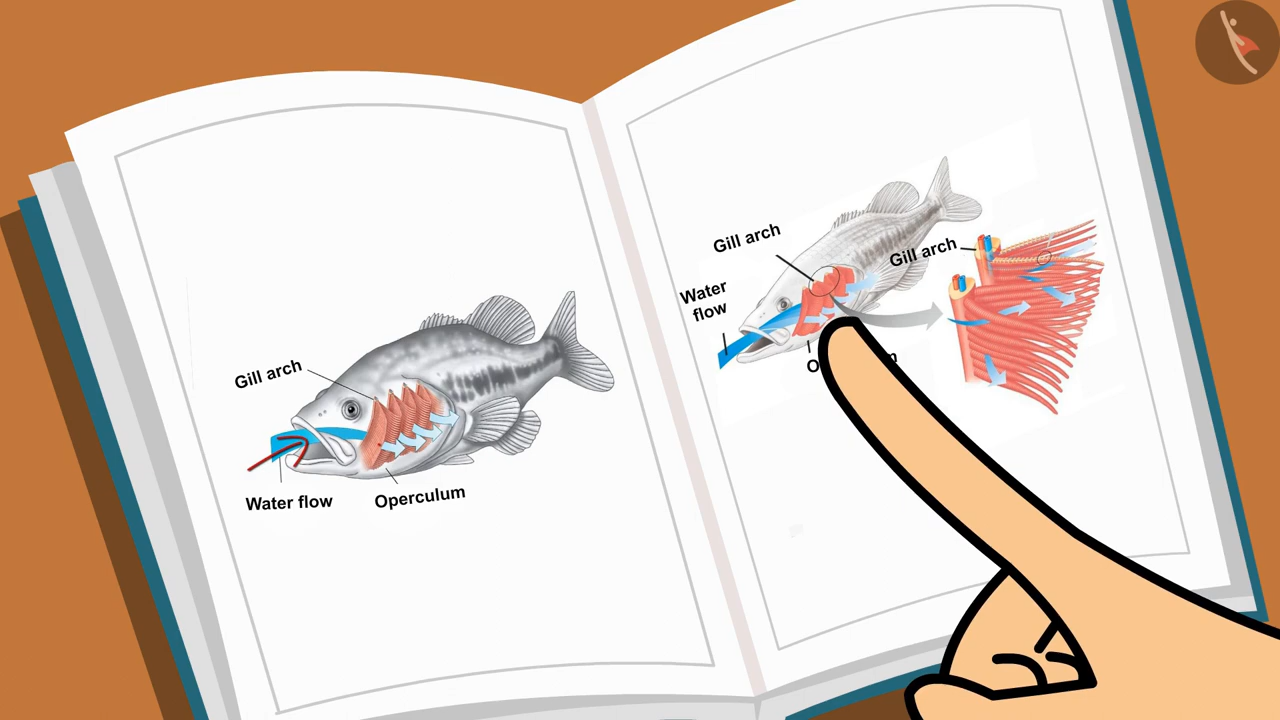 Gill arch
Water flow
Operculum
Gill arch
Gill arch
Water
flow